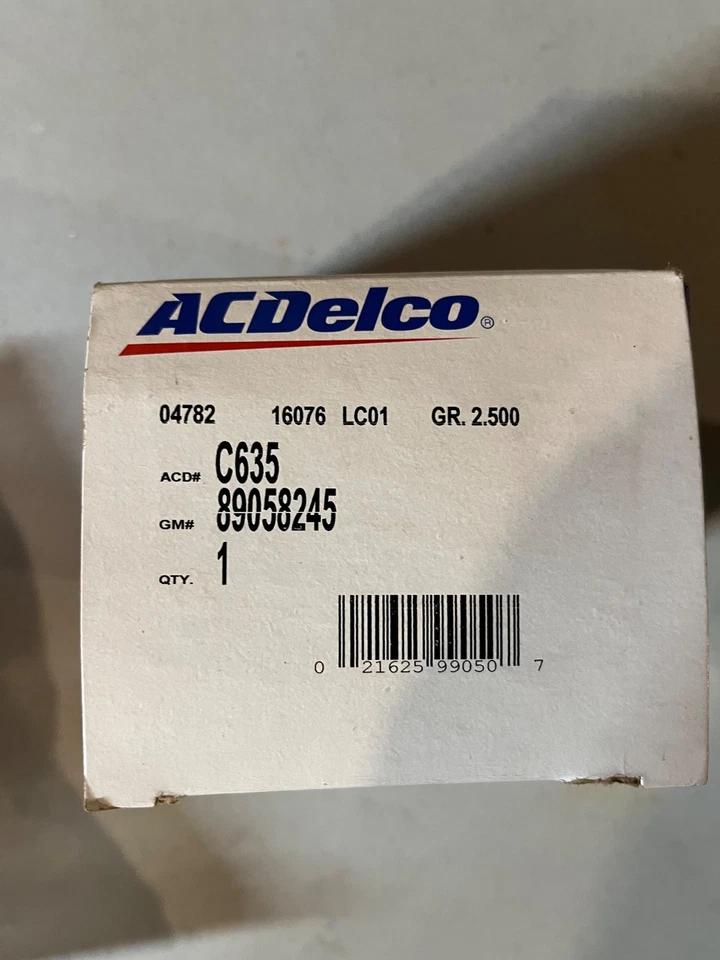 ACDelco®
04782 16076 LC01 GR. 2.500
ACD# C635
GM# 89058245
QTY. 1
0 21625 99050 7